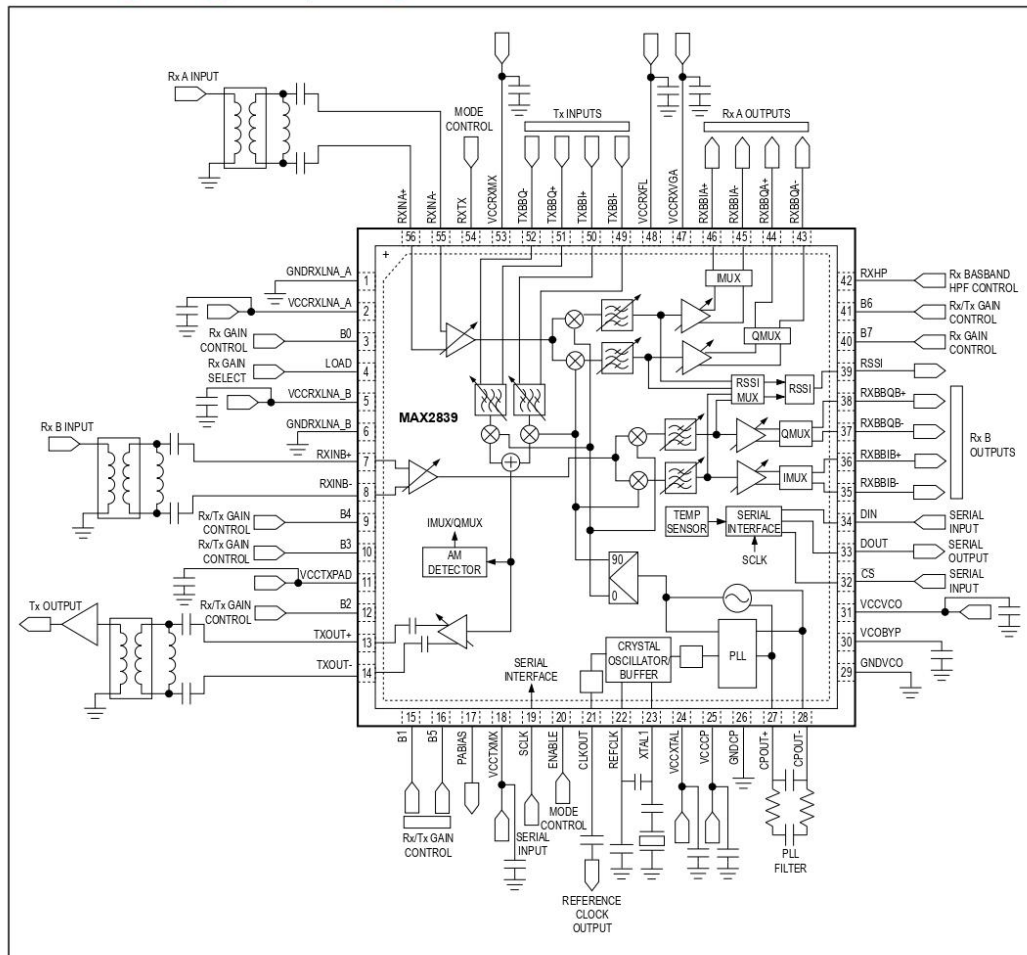 Rx A INPUT
MODE
CONTROL
Tx INPUTS
Rx A OUTPUTS
RXINA+
RXINA-
RXTX
VCCRXMX
TXBBQ-
TXBBQ+
TXBBI+
TXBBI-
VCCRXFL
VCCRXVGA
RXBBIA+
RXBBIA-
RXBBQA+
RXBBQA-
56
55
54
53
52
51
50
49
48
47
46
45
44
43
+
GNDRXLNA_A
1
VCCRXLNA_A
2
Rx GAIN
CONTROL
B0
3
Rx GAIN
SELECT
LOAD
4
VCCRXLNA_B
5
GNDRXLNA_B
6
Rx B INPUT
RXINB+
7
RXINB-
8
Rx/Tx GAIN
CONTROL
B4
9
Rx/Tx GAIN
CONTROL
B3
10
VCCTXPAD
11
Rx/Tx GAIN
CONTROL
B2
12
Tx OUTPUT
TXOUT+
13
TXOUT-
14
MAX2839
IMUX
QMUX
RSSI
MUX
RSSI
QMUX
IMUX
TEMP
SENSOR
SERIAL
INTERFACE
SCLK
IMUX/QMUX
AM
DETECTOR
90
0
CRYSTAL
OSCILLATOR/
BUFFER
PLL
SERIAL
INTERFACE
42
RXHP
Rx BASBAND
HPF CONTROL
41
B6
Rx/Tx GAIN
CONTROL
40
B7
Rx GAIN
CONTROL
39
RSSI
38
RXBBQB+
37
RXBBQB-
36
RXBBIB+
35
RXBBIB-
Rx B
OUTPUTS
34
DIN
SERIAL
INPUT
33
DOUT
SERIAL
OUTPUT
32
CS
SERIAL
INPUT
31
VCCVCO
30
VCOBYP
29
GNDVCO
15
16
17
18
19
20
21
22
23
24
25
26
27
28
B1
B5
PABIAS
VCCTXMX
SCLK
ENABLE
CLKOUT
REFCLK
XTAL1
VCCXTAL
VCCCP
GNDCP
CPOUT+
CPOUT-
Rx/Tx GAIN
CONTROL
SERIAL
INPUT
MODE
CONTROL
REFERENCE
CLOCK
OUTPUT
PLL
FILTER